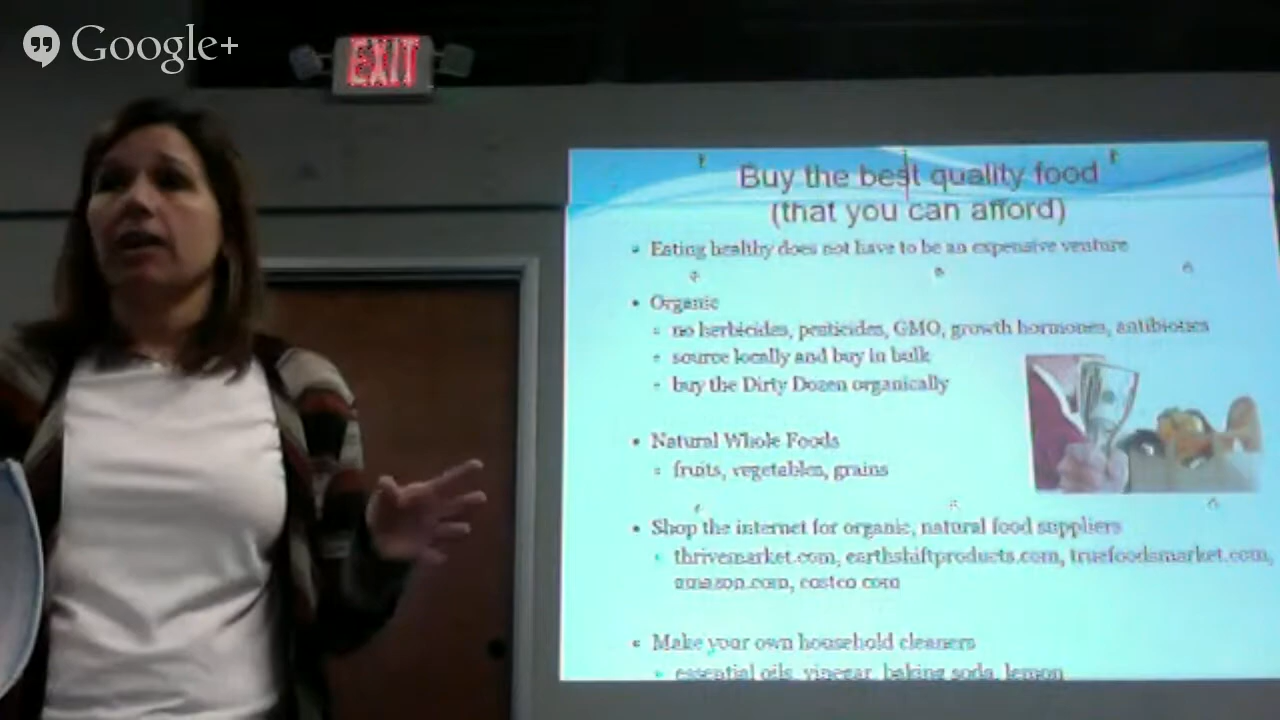 Google+
EXIT
Buy the best quality food
(that you can afford)
Eating healthy does not have to be an expensive venture
Organic
no herbicides, pesticides, GMO, growth hormones, antibiotics
source locally and buy in bulk
buy the Dirty Dozen organically
Natural Whole Foods
fruits, vegetables, grains
Shop the internet for organic, natural food suppliers
thrivemarket.com, earthshiftproducts.com, truefoodsmarket.com,
amazon.com, costco.com
Make your own household cleaners
essential oils, vinegar, baking soda, lemon